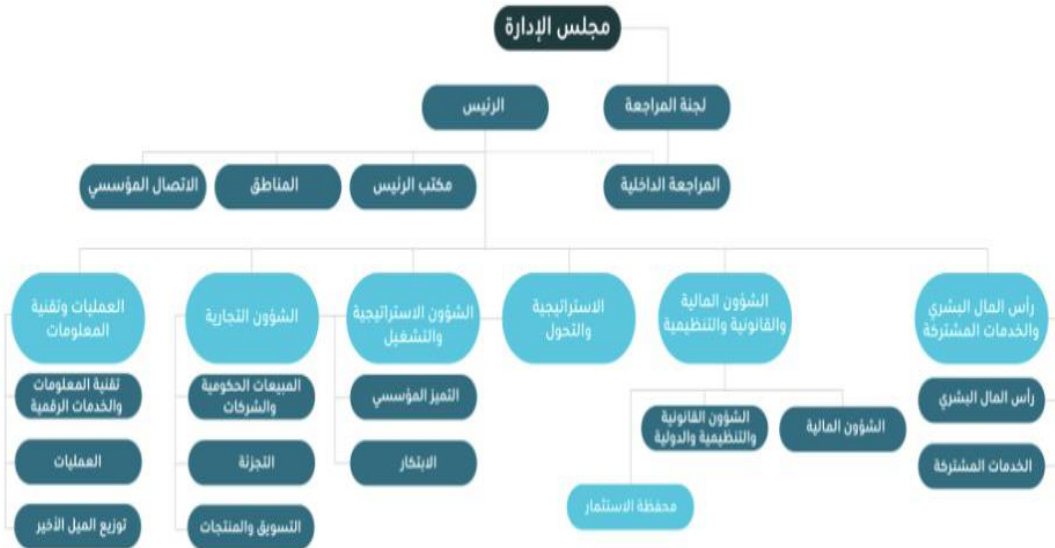 مجلس الإدارة
لجنة المراجعة
الرئيس
المراجعة الداخلية
مكتب الرئيس
المناطق
الاتصال المؤسسي
رأس المال البشري
والخدمات المشتركة
الشؤون المالية
والقانونية والتنظيمية
الاستراتيجية
والتحول
الشؤون الاستراتيجية
والتشغيل
الشؤون التجارية
العمليات وتقنية
المعلومات
رأس المال البشري
الشؤون المالية
الشؤون القانونية
والتنظيمية والدولية
التميز المؤسسي
المبيعات الحكومية
والشركات
تقنية المعلومات
والخدمات الرقمية
الخدمات المشتركة
الابتكار
التجزئة
العمليات
محفظة الاستثمار
التسويق والمنتجات
توزيع الميل الأخير